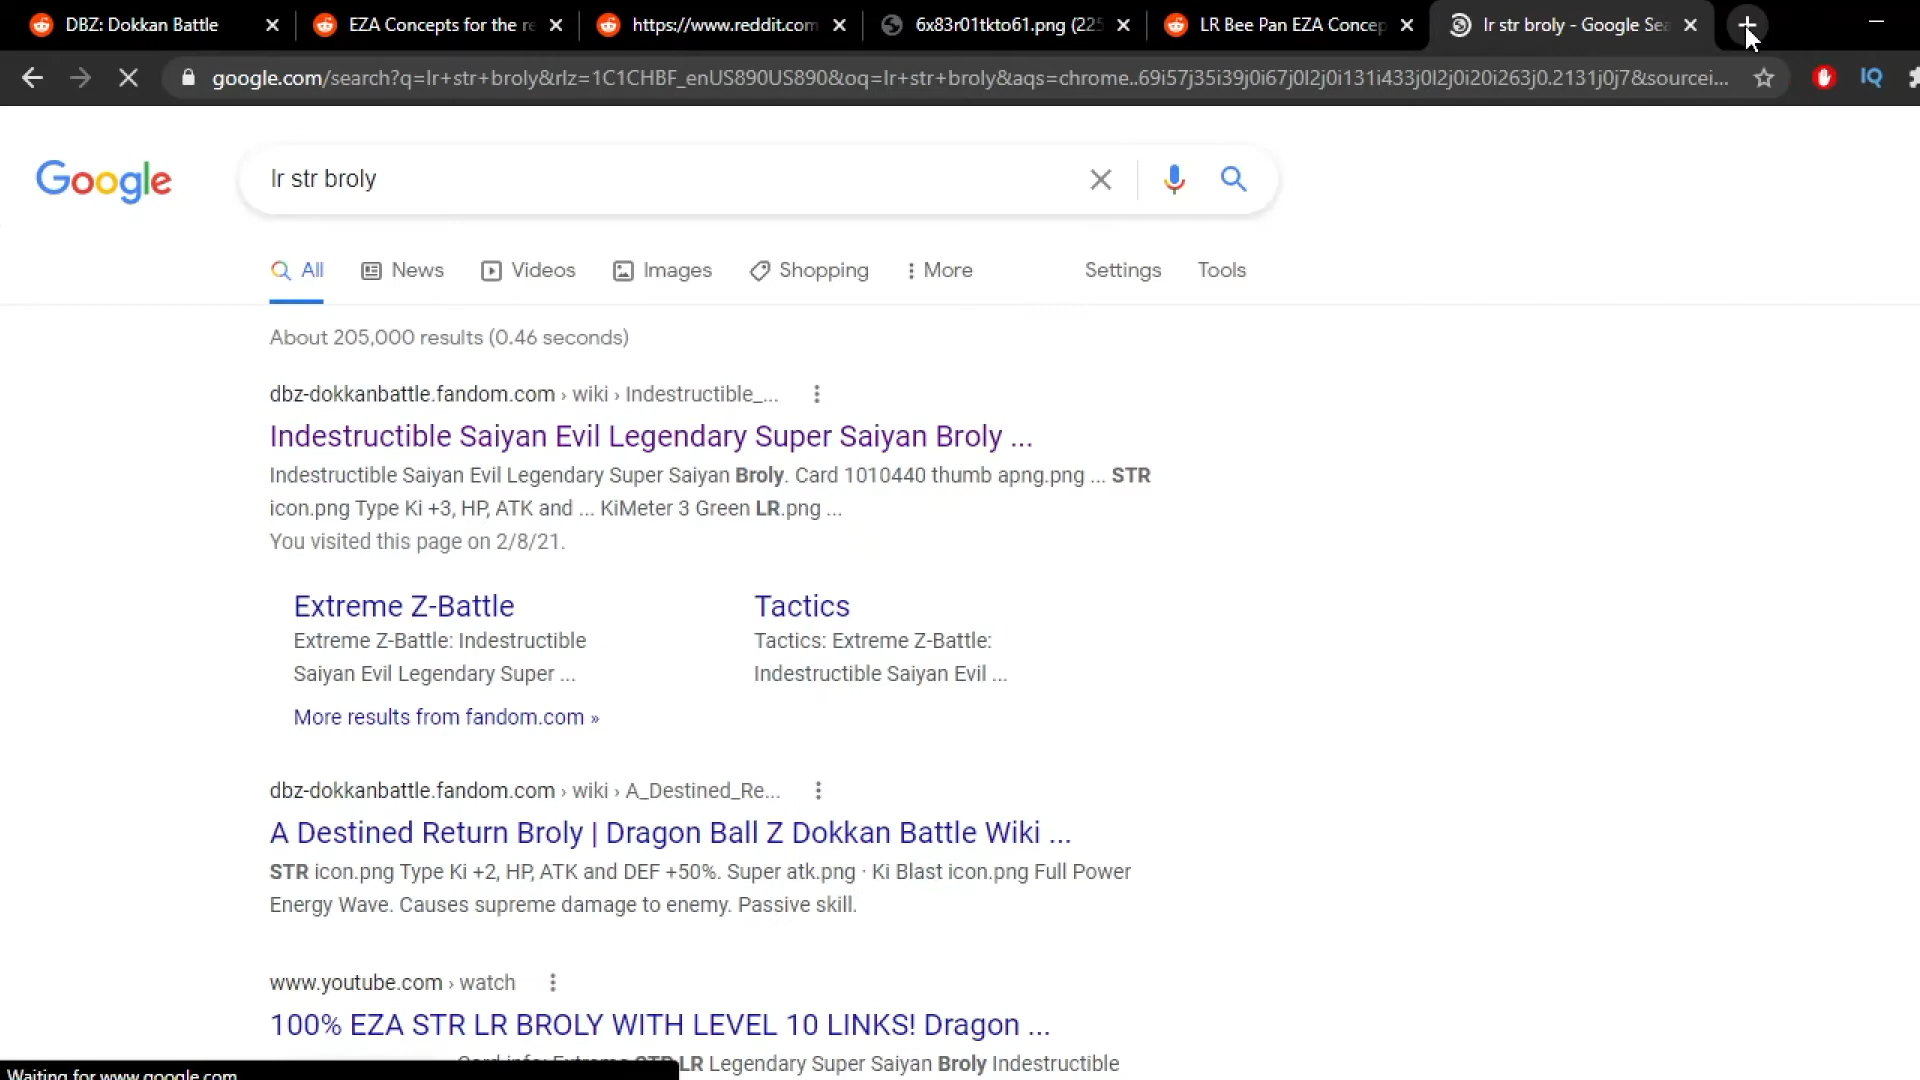 DBZ: Dokkan Battle
EZA Concepts for the re
https://www.reddit.com
6x83r01tkto61.png (225
LR Bee Pan EZA Concep
lr str broly - Google Sea
google.com/search?q=lr+str+broly&rlz=1C1CHBF_enUS890US890&oq=lr+str+broly&aqs=chrome..69i57j35i39j0i67j0l2j0i131i433j0l2j0i20i263j0.2131j0j7&sourcei...
IQ
Google
lr str broly
All
News
Videos
Images
Shopping
More
Settings
Tools
About 205,000 results (0.46 seconds)
dbz-dokkanbattle.fandom.com › wiki › Indestructible_...
Indestructible Saiyan Evil Legendary Super Saiyan Broly ...
Indestructible Saiyan Evil Legendary Super Saiyan Broly. Card 1010440 thumb apng.png ... STR
icon.png Type Ki +3, HP, ATK and ... KiMeter 3 Green LR.png ...
You visited this page on 2/8/21.
Extreme Z-Battle
Extreme Z-Battle: Indestructible
Saiyan Evil Legendary Super ...
Tactics
Tactics: Extreme Z-Battle:
Indestructible Saiyan Evil ...
More results from fandom.com »
dbz-dokkanbattle.fandom.com › wiki › A_Destined_Re...
A Destined Return Broly | Dragon Ball Z Dokkan Battle Wiki ...
STR icon.png Type Ki +2, HP, ATK and DEF +50%. Super atk.png · Ki Blast icon.png Full Power
Energy Wave. Causes supreme damage to enemy. Passive skill.
www.youtube.com › watch
100% EZA STR LR BROLY WITH LEVEL 10 LINKS! Dragon ...
Card info: Extreme STR LR Legendary Super Saiyan Broly Indestructible
Waiting for www.google.com